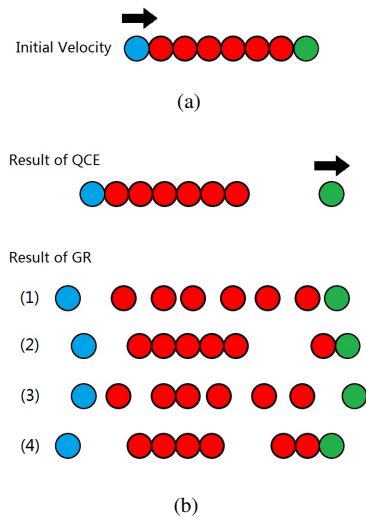 Initial Velocity
(a)
Result of QCE
Result of GR
(1)
(2)
(3)
(4)
(b)